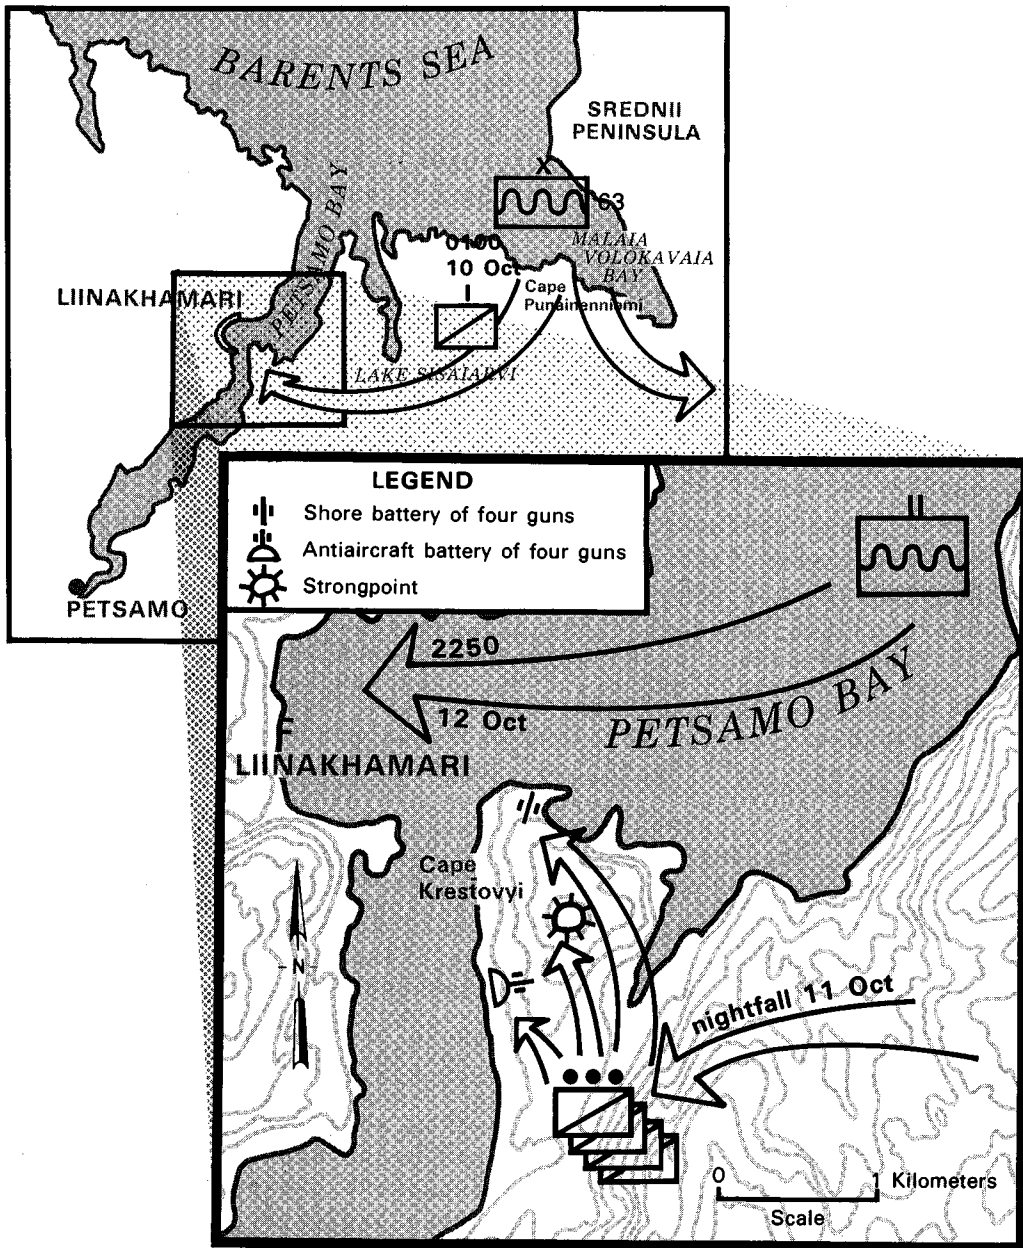 BARENTS SEA
SREDNII
PENINSULA
X
63
PETSAMO BAY
MALAIA
VOLOKAVAIA
BAY
0100
10 Oct
Cape
Punainenniemi
LIINAKHAMARI
LAKE SISAIARVI
PETSAMO
LEGEND
Shore battery of four guns
Antiaircraft battery of four guns
Strongpoint
2250
12 Oct
PETSAMO BAY
LIINAKHAMARI
Cape
Krestovyi
N
nightfall 11 Oct
0 1 Kilometers
Scale